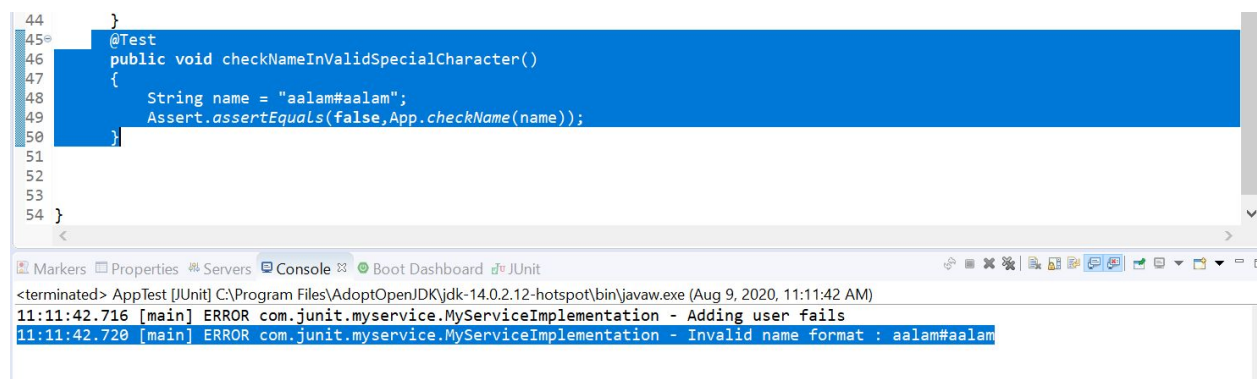 44 }
45 @Test
46 public void checkNameInValidSpecialCharacter()
47 {
48 String name = "aalam#aalam";
49 Assert.assertEquals(false,App.checkName(name));
50 }
51
52
53
54 }
Markers Properties Servers Console Boot Dashboard JUnit
<terminated> AppTest [JUnit] C:\Program Files\AdoptOpenJDK\jdk-14.0.2.12-hotspot\bin\javaw.exe (Aug 9, 2020, 11:11:42 AM)
11:11:42.716 [main] ERROR com.junit.myservice.MyServiceImplementation - Adding user fails
11:11:42.720 [main] ERROR com.junit.myservice.MyServiceImplementation - Invalid name format : aalam#aalam